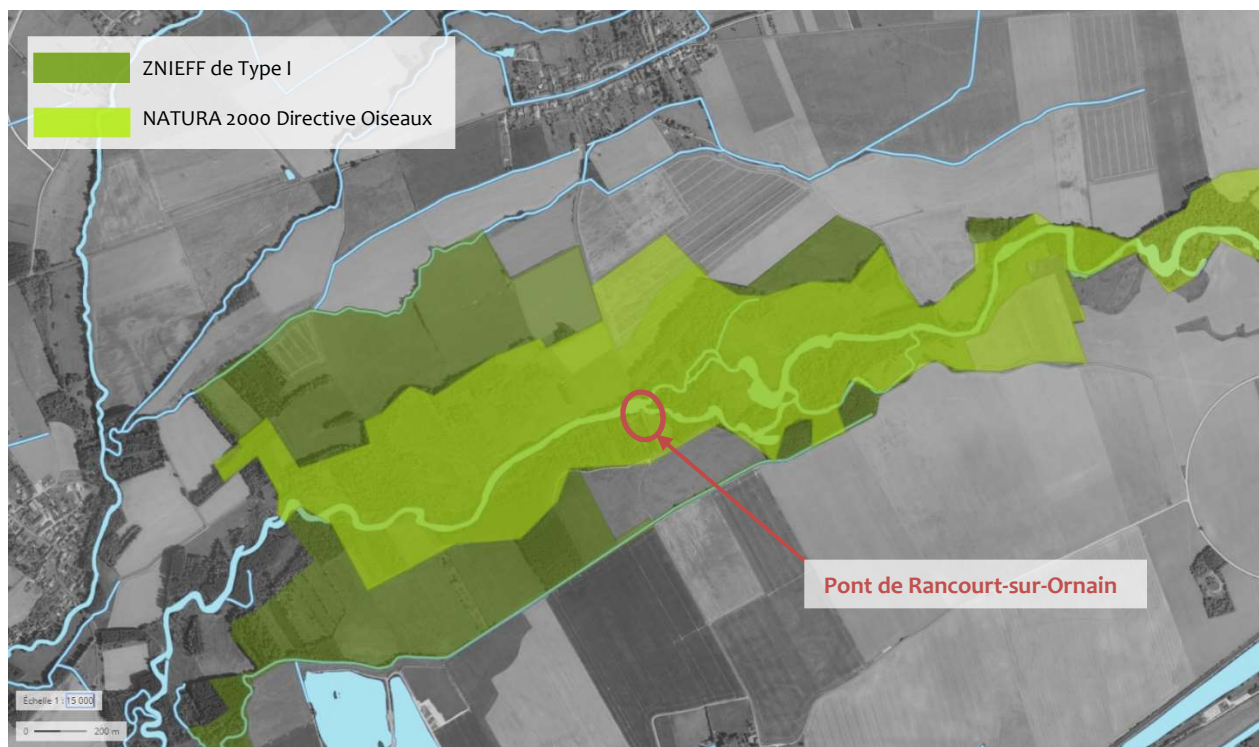 ZNIEFF de Type I
NATURA 2000 Directive Oiseaux
Pont de Rancourt-sur-Ornain
Échelle 1 : 15 000
0 200 m